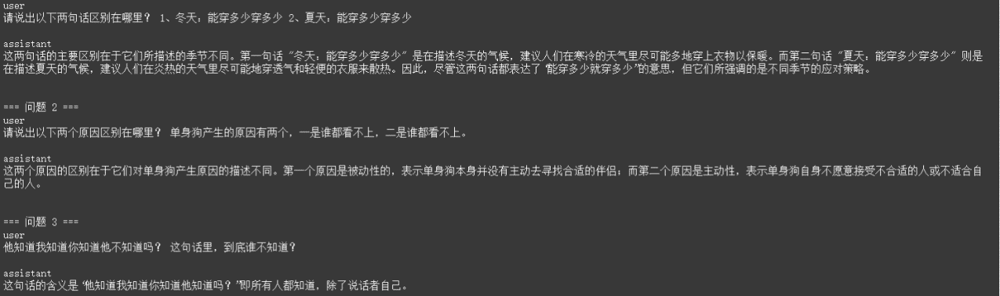 user
请说出以下两句话区别在哪里？ 1、冬天：能穿多少穿多少 2、夏天：能穿多少穿多少
assistant
这两句话的主要区别在于它们所描述的季节不同。第一句话“冬天：能穿多少穿多少”是在描述冬天的气候，建议人们在寒冷的天气里尽可能多地穿上衣物以保暖。而第二句话“夏天：能穿多少穿多少”则是
在描述夏天的气候，建议人们在炎热的天气里尽可能地穿透气和轻便的衣服来散热。因此，尽管这两句话都表达了“能穿多少就穿多少”的意思，但它们所强调的是不同季节的应对策略。
=== 问题 2 ===
user
请说出以下两个原因区别在哪里？ 单身狗产生的原因有两个，一是谁都看不上，二是谁都看不上。
assistant
这两个原因的区别在于它们对单身狗产生原因的描述不同。第一个原因是被动性的，表示单身狗本身并没有主动去寻找合适的伴侣；而第二个原因是主动性，表示单身狗自身不愿意接受不合适的人或不适合自
己的人。
=== 问题 3 ===
user
他知道我知道你知道他不知道吗？ 这句话里，到底谁不知道？
assistant
这句话的含义是“他知道我知道你知道他知道吗？”即所有人都知道，除了说话者自己。